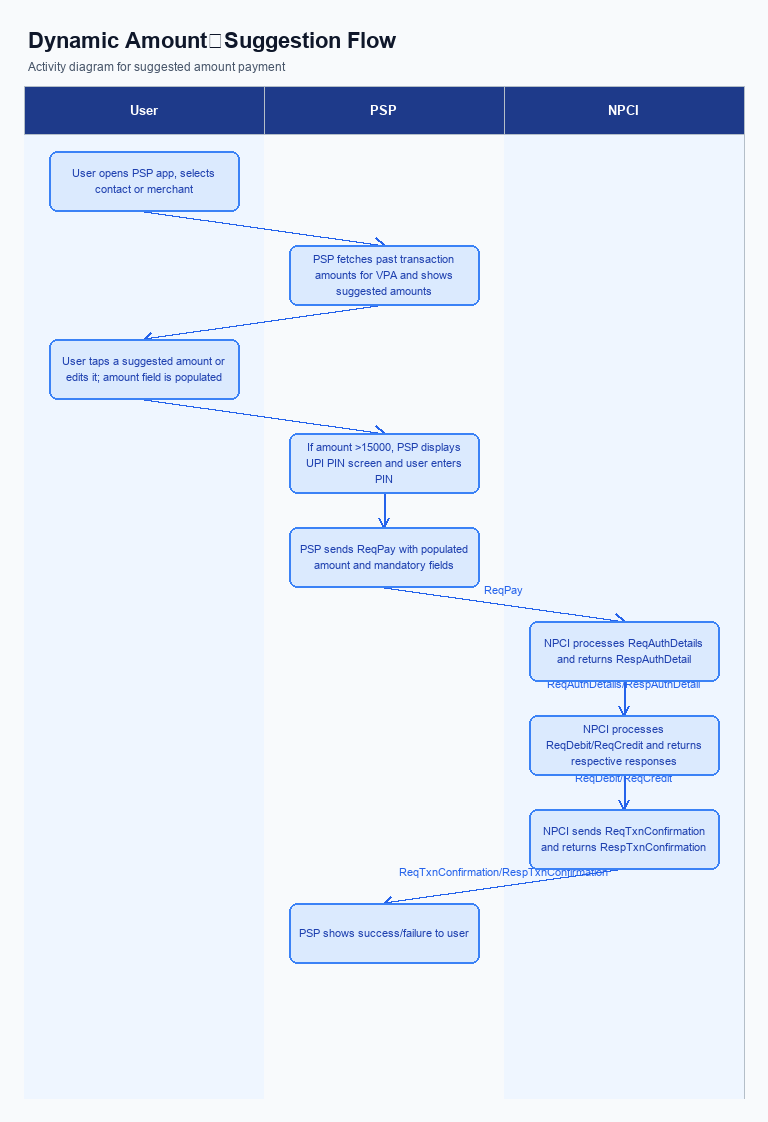 Dynamic Amount□Suggestion Flow
Activity diagram for suggested amount payment
User
PSP
NPCI
User opens PSP app, selects
contact or merchant
PSP fetches past transaction
amounts for VPA and shows
suggested amounts
User taps a suggested amount or
edits it; amount field is populated
If amount >15000, PSP displays
UPI PIN screen and user enters
PIN
PSP sends ReqPay with populated
amount and mandatory fields
ReqPay
NPCI processes ReqAuthDetails
and returns RespAuthDetail
ReqAuthDetails/RespAuthDetail
NPCI processes
ReqDebit/ReqCredit and returns
respective responses
ReqDebit/ReqCredit
NPCI sends ReqTxnConfirmation
and returns RespTxnConfirmation
ReqTxnConfirmation/RespTxnConfirmation
PSP shows success/failure to user